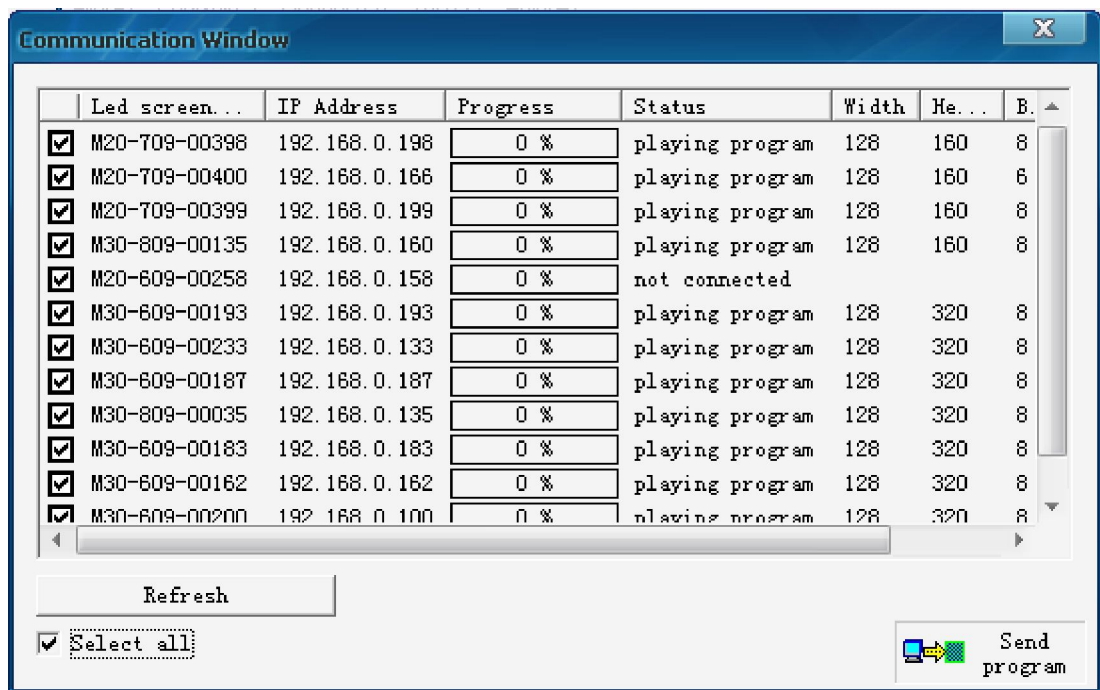 Communication Window
Led screen... IP Address Progress Status Width He... B.
M20-709-00398 192.168.0.198 0 % playing program 128 160 8
M20-709-00400 192.168.0.166 0 % playing program 128 160 6
M20-709-00399 192.168.0.199 0 % playing program 128 160 8
M30-809-00135 192.168.0.160 0 % playing program 128 160 8
M20-609-00258 192.168.0.158 0 % not connected
M30-609-00193 192.168.0.193 0 % playing program 128 320 8
M30-609-00233 192.168.0.133 0 % playing program 128 320 8
M30-609-00187 192.168.0.187 0 % playing program 128 320 8
M30-809-00035 192.168.0.135 0 % playing program 128 320 8
M30-609-00183 192.168.0.183 0 % playing program 128 320 8
M30-609-00162 192.168.0.162 0 % playing program 128 320 8
M30-609-00200 192.168.0.100 0 % playing program 128 320 8
Refresh
Select all
Send
program